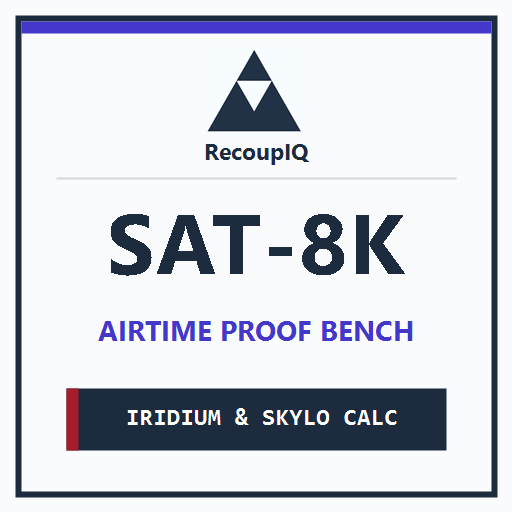 RecoupIQ
SAT-8K
AIRTIME PROOF BENCH
IRIDIUM & SKYLO CALC